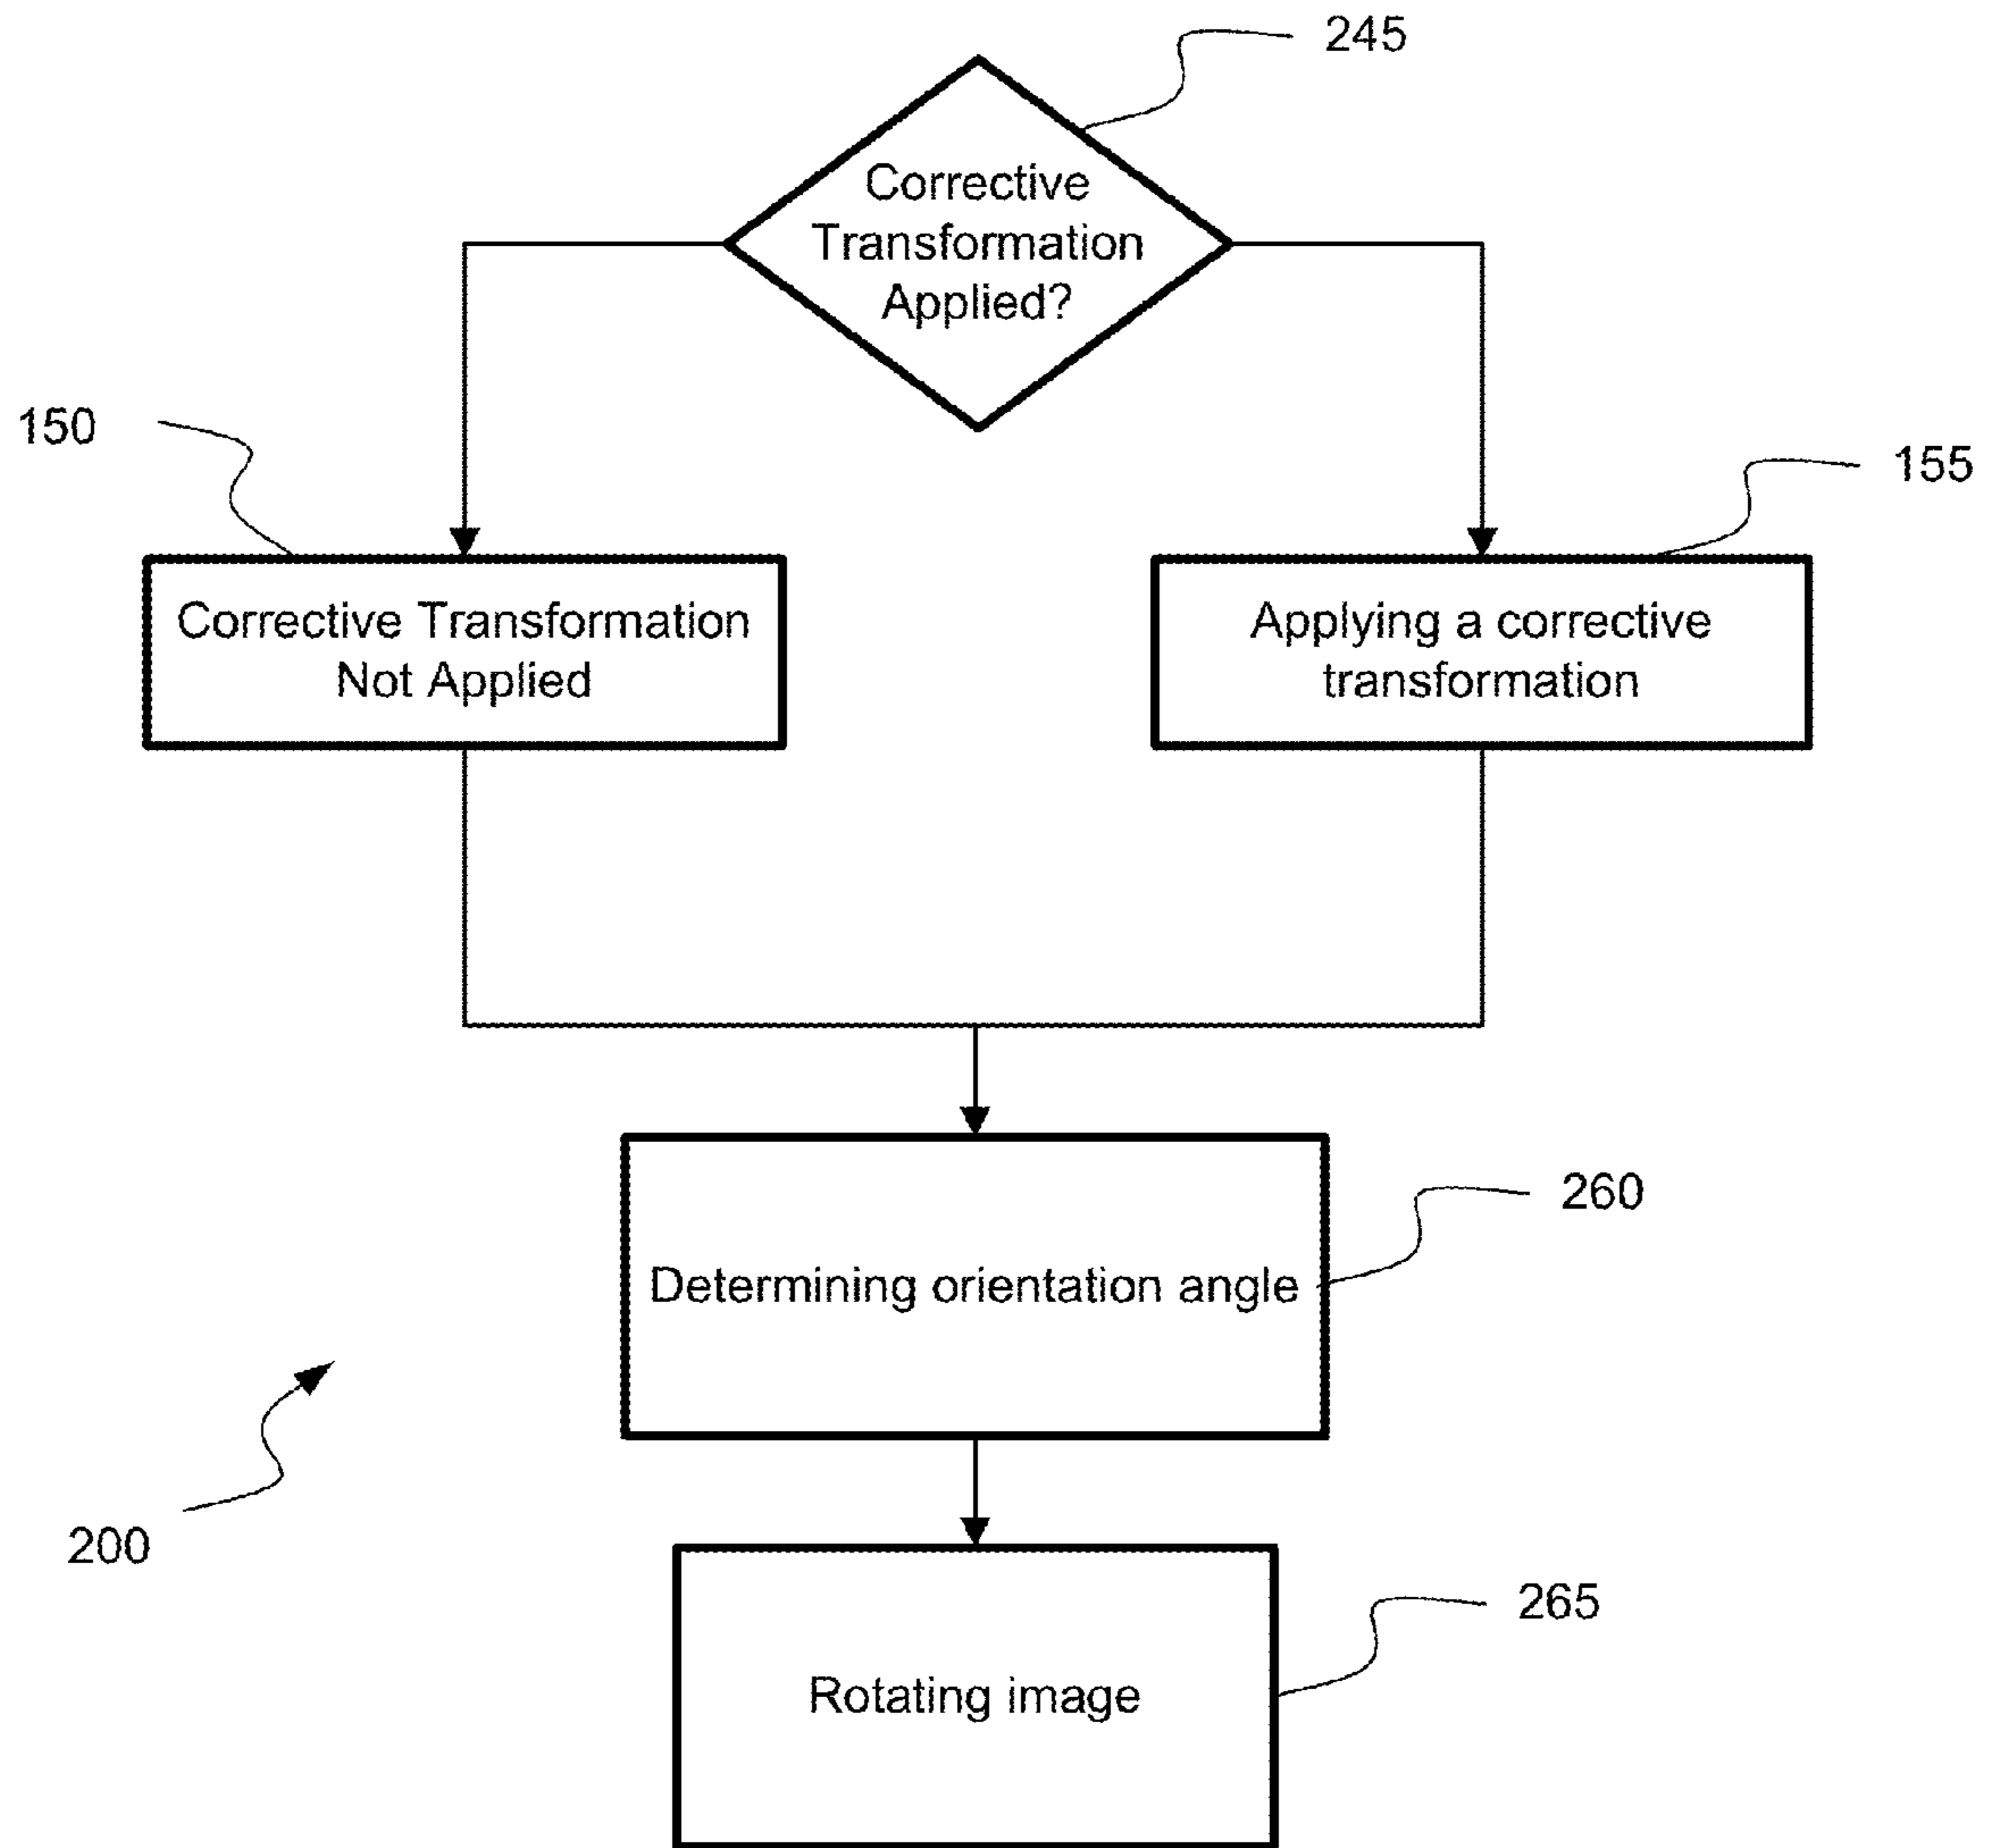 245
Corrective
Transformation
Applied?
150
155
Corrective Transformation
Not Applied
Applying a corrective
transformation
260
Determining orientation angle
200
265
Rotating image